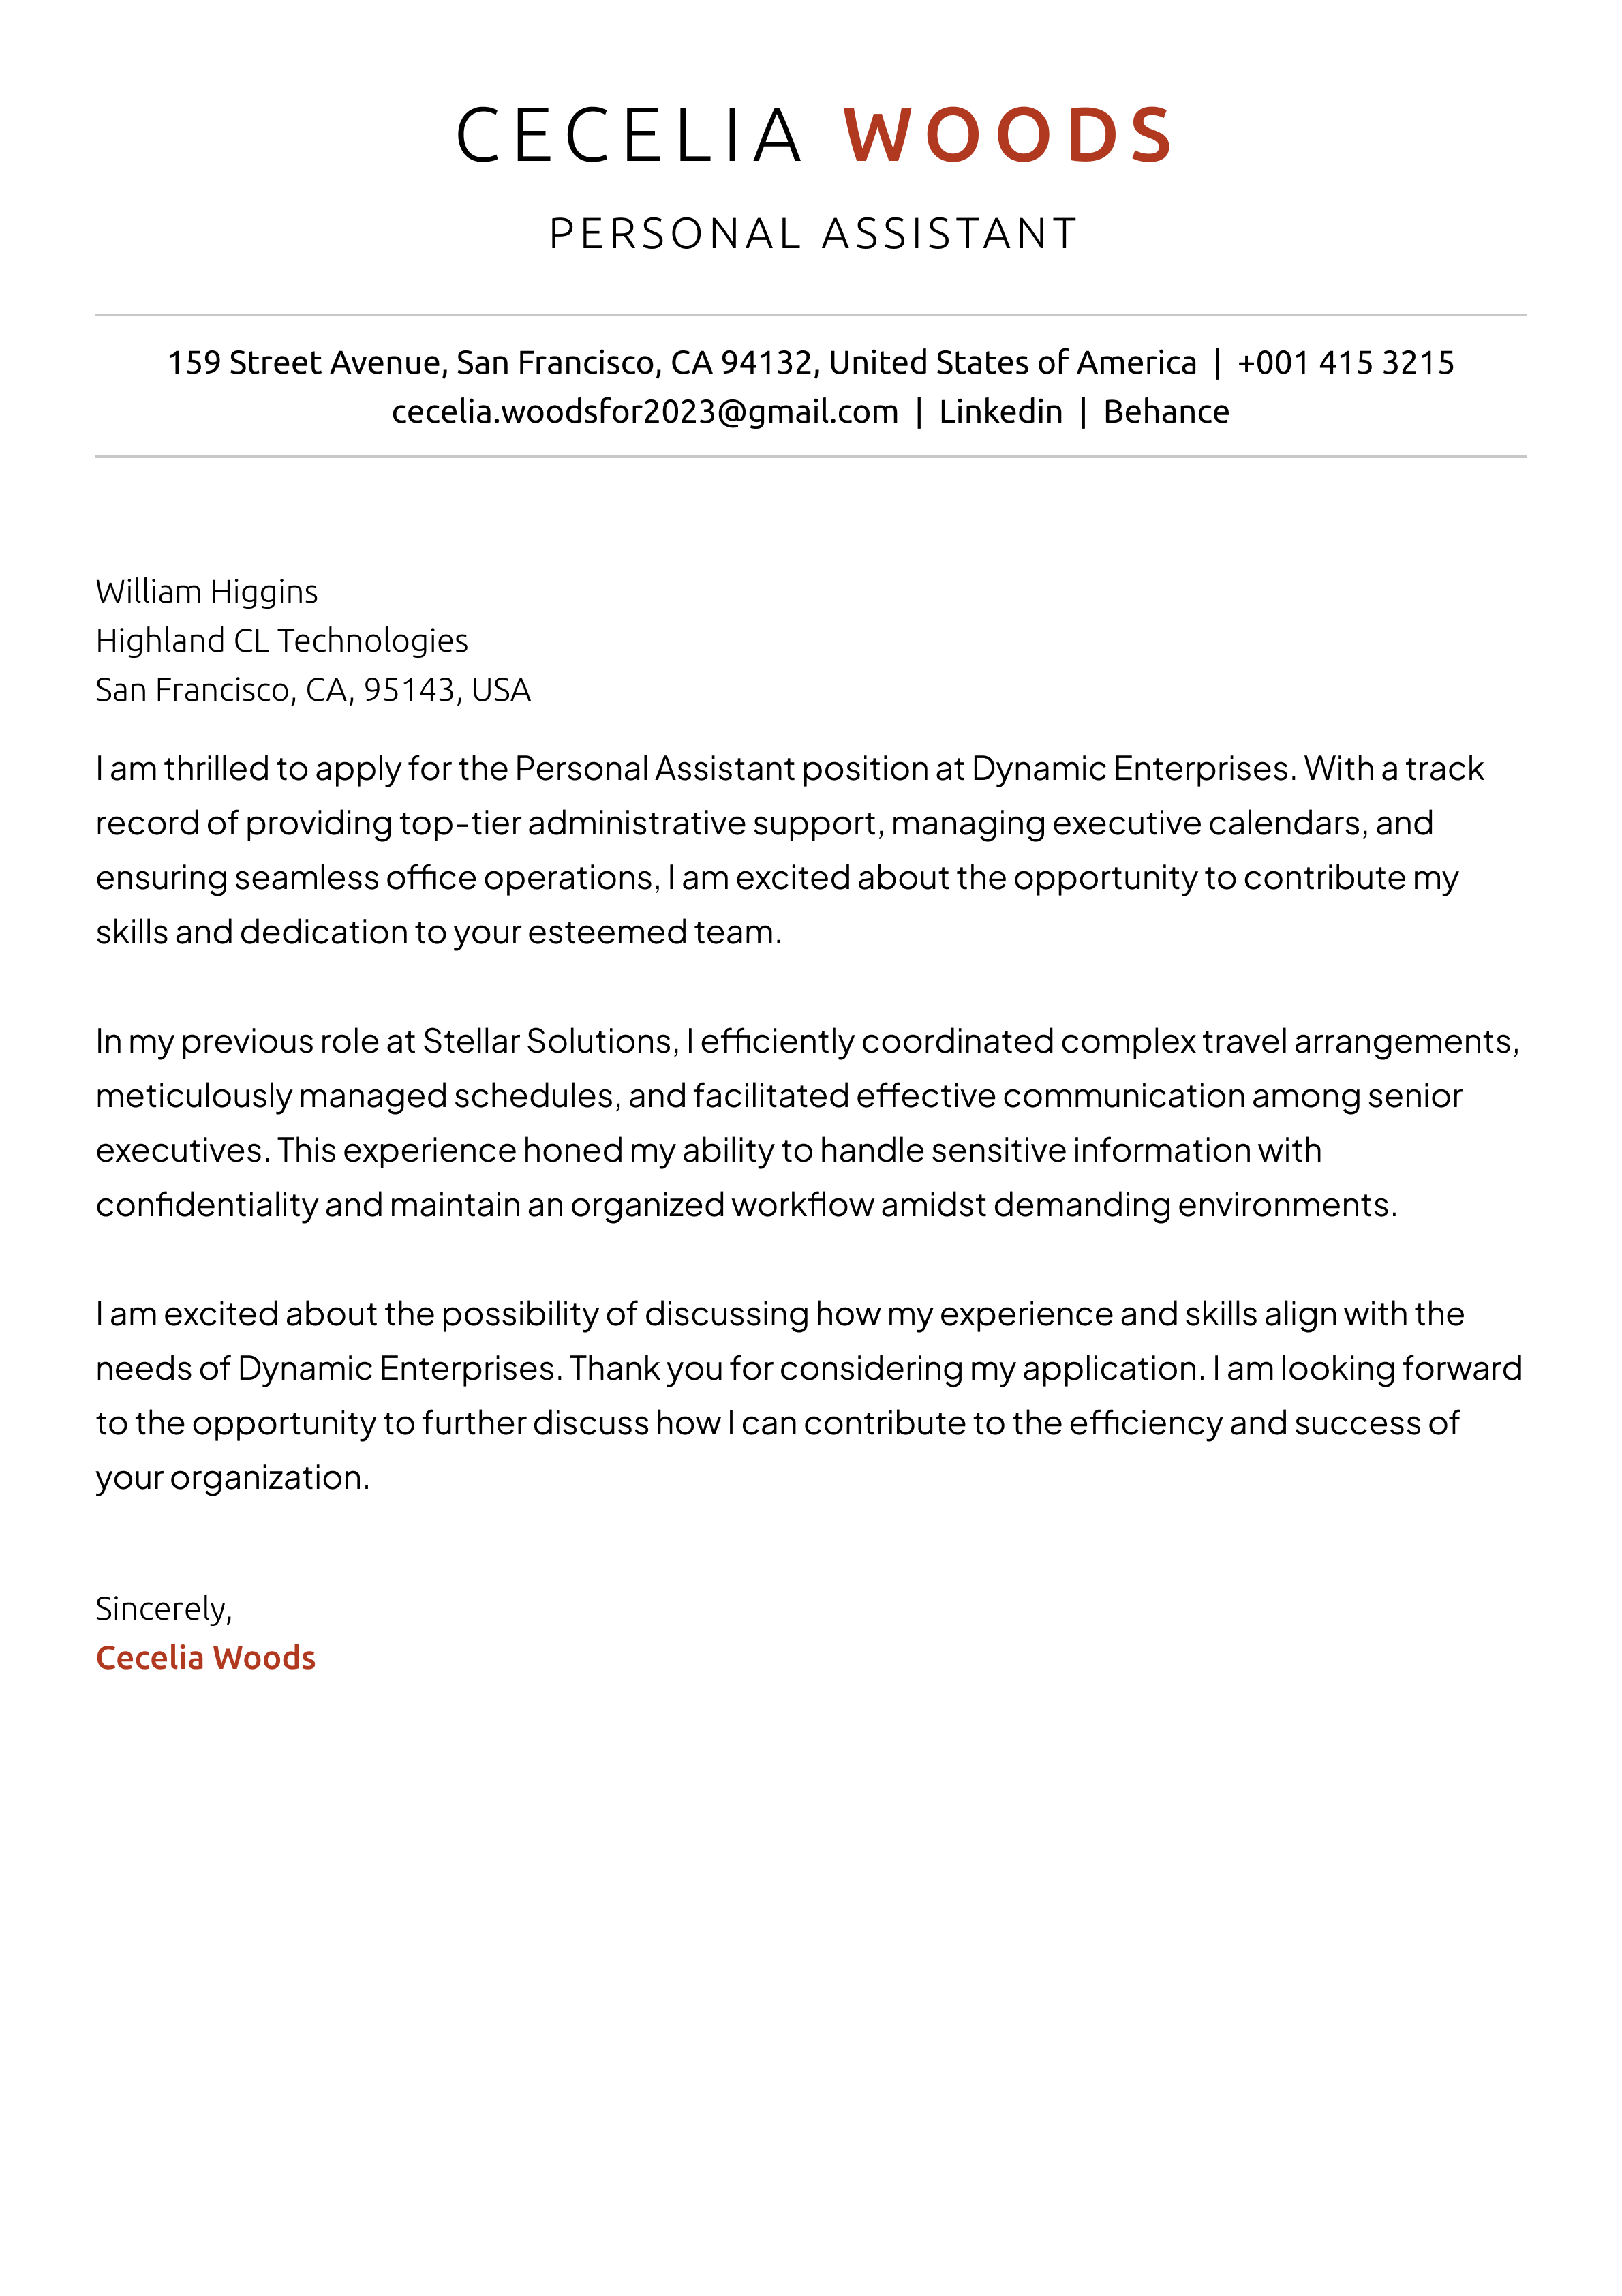 CECELIA WOODS
PERSONAL ASSISTANT
159 Street Avenue, San Francisco, CA 94132, United States of America | +001 415 3215
cecelia.woodsfor2023@gmail.com | Linkedin | Behance
William Higgins
Highland CL Technologies
San Francisco, CA, 95143, USA
I am thrilled to apply for the Personal Assistant position at Dynamic Enterprises. With a track
record of providing top-tier administrative support, managing executive calendars, and
ensuring seamless office operations, I am excited about the opportunity to contribute my
skills and dedication to your esteemed team.
In my previous role at Stellar Solutions, I efficiently coordinated complex travel arrangements,
meticulously managed schedules, and facilitated effective communication among senior
executives. This experience honed my ability to handle sensitive information with
confidentiality and maintain an organized workflow amidst demanding environments.
I am excited about the possibility of discussing how my experience and skills align with the
needs of Dynamic Enterprises. Thank you for considering my application. I am looking forward
to the opportunity to further discuss how I can contribute to the efficiency and success of
your organization.
Sincerely,
Cecelia Woods